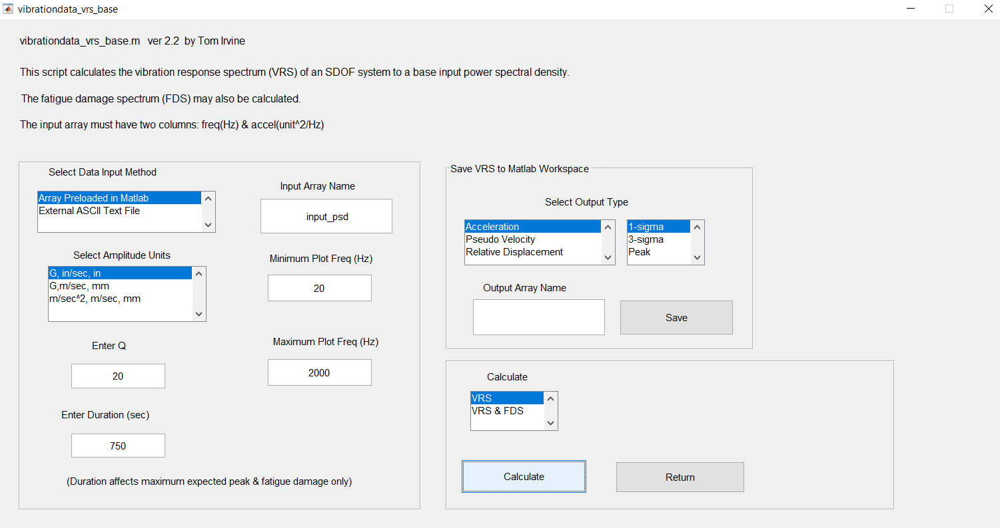 vibrationdata_vrs_base
vibrationdata_vrs_base.m ver 2.2 by Tom Irvine
This script calculates the vibration response spectrum (VRS) of an SDOF system to a base input power spectral density.
The fatigue damage spectrum (FDS) may also be calculated.
The input array must have two columns: freq(Hz) & accel(unit^2/Hz)
Select Data Input Method
Array Preloaded in Matlab
External ASCII Text File
Input Array Name
input_psd
Select Amplitude Units
G, in/sec, in
G,m/sec, mm
m/sec^2, m/sec, mm
Minimum Plot Freq (Hz)
20
Enter Q
20
Maximum Plot Freq (Hz)
2000
Enter Duration (sec)
750
(Duration affects maximum expected peak & fatigue damage only)
Save VRS to Matlab Workspace
Select Output Type
Acceleration
Pseudo Velocity
Relative Displacement
1-sigma
3-sigma
Peak
Output Array Name
Save
Calculate
VRS
VRS & FDS
Calculate
Return